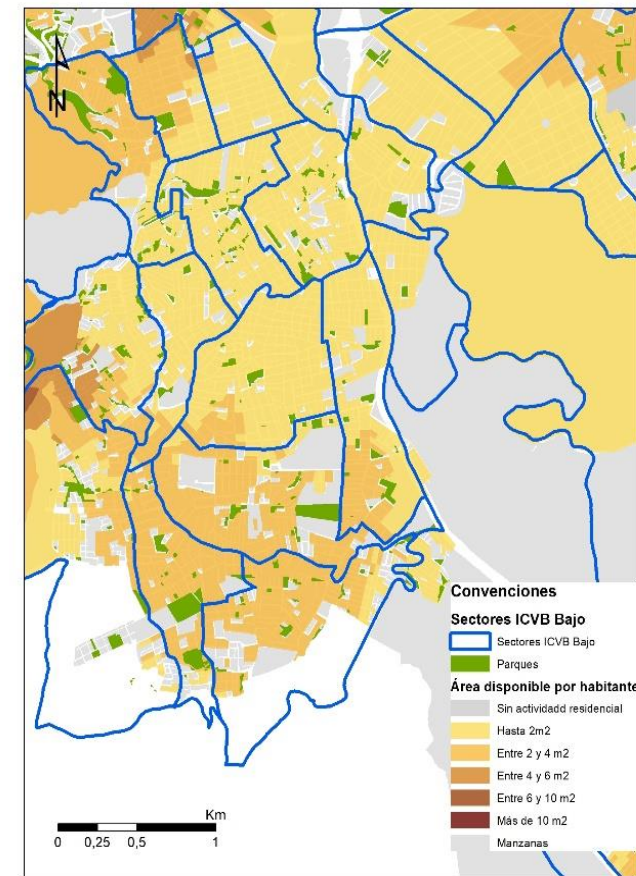 N
Convenciones
Sectores ICVB Bajo
Sectores ICVB Bajo
Parques
Área disponible por habitante
Sin actividadd residencial
Hasta 2m2
Entre 2 y 4 m2
Entre 4 y 6 m2
Entre 6 y 10 m2
Más de 10 m2
Manzanas
Km
0 0,25 0,5 1